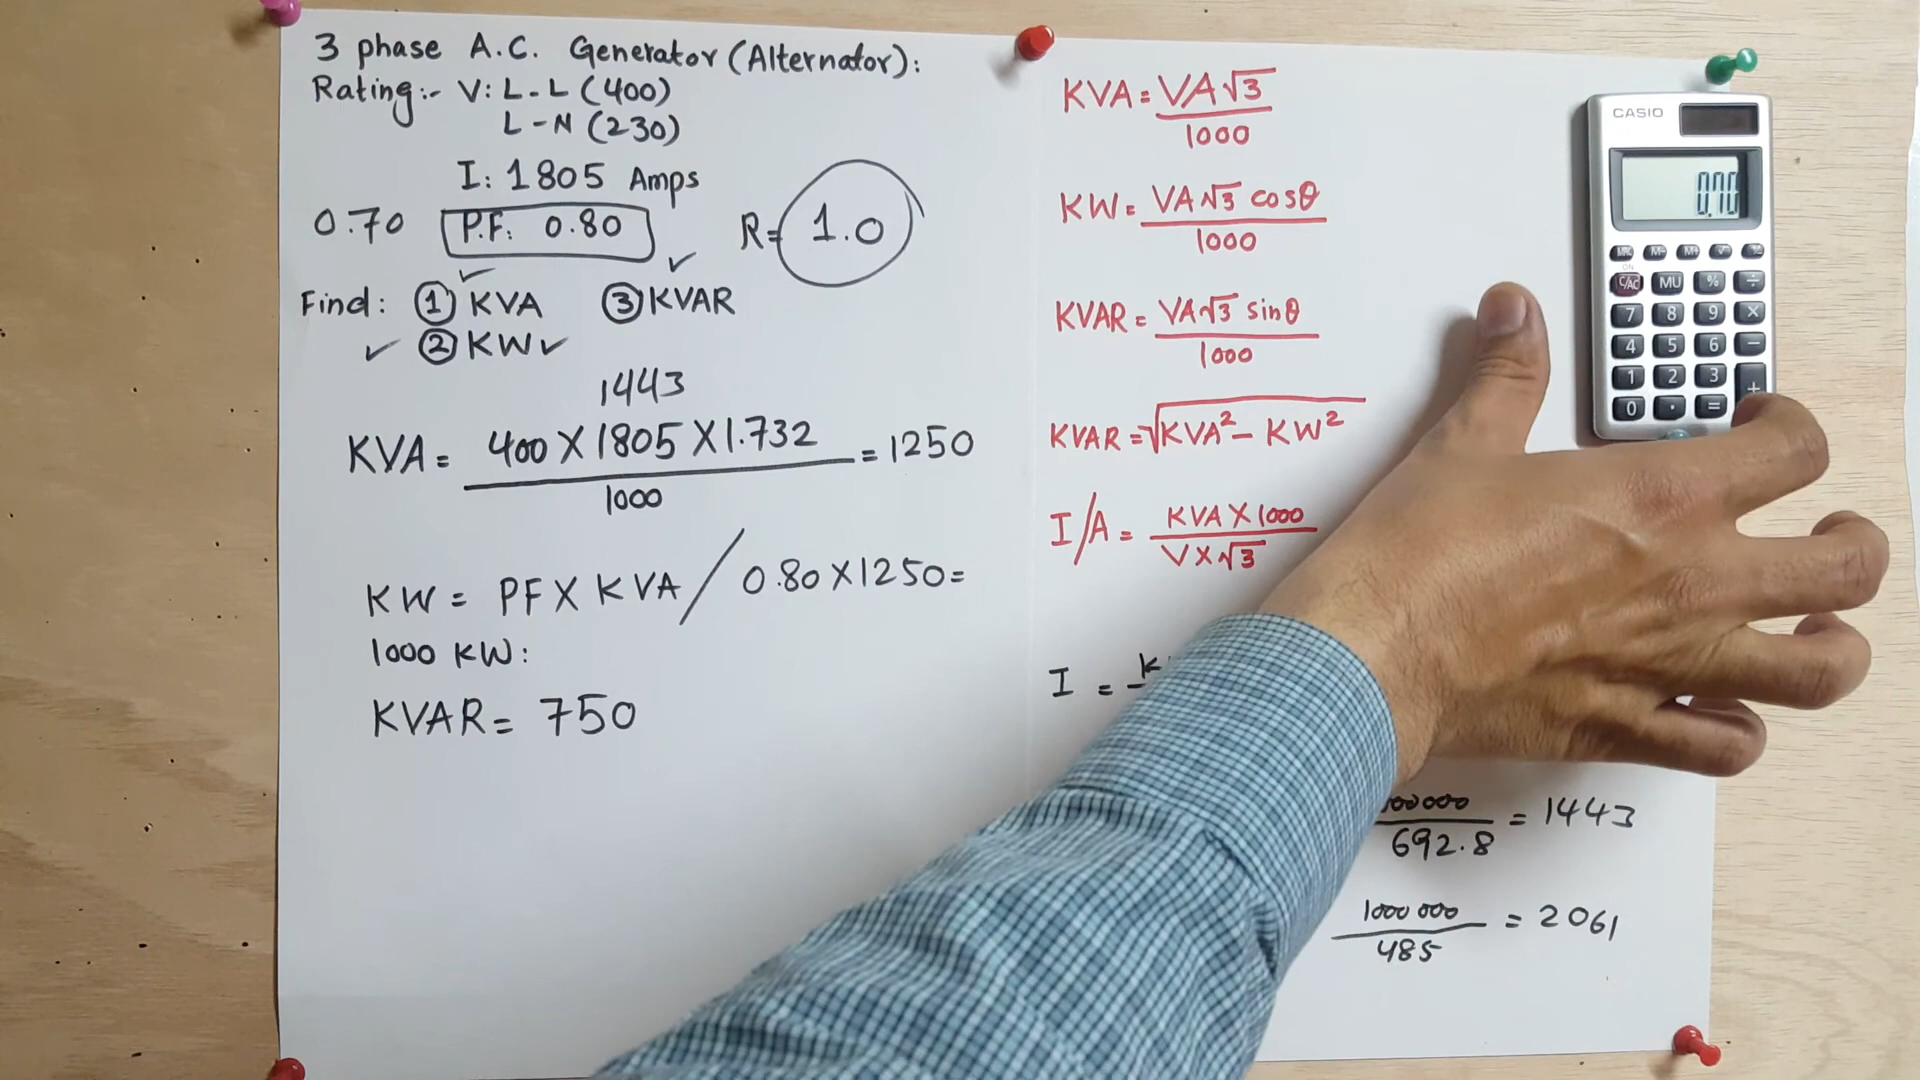 3 phase A.C. Generator (Alternator):
Rating:- V: L-L (400)
L-N (230)
I: 1805 Amps
0.70 P.F: 0.80 R= 1.0
Find: ① KVA ③ KVAR
② KW
1443
KVA = 400 X 1805 X 1.732 = 1250
1000
KW = PF X KVA / 0.80 X 1250 =
1000 KW:
KVAR = 750
KVA = VA√3
1000
KW = VA√3 cosθ
1000
KVAR = VA√3 sinθ
1000
KVAR = √KVA² - KW²
I/A = KVA X 1000
V X √3
I =
= 1443
692.8
1000 000 = 2061
485
CASIO
0.70
MRC M- M+ √
ON
C/AC MU % ÷
7 8 9 X
4 5 6 -
1 2 3 +
0 . =